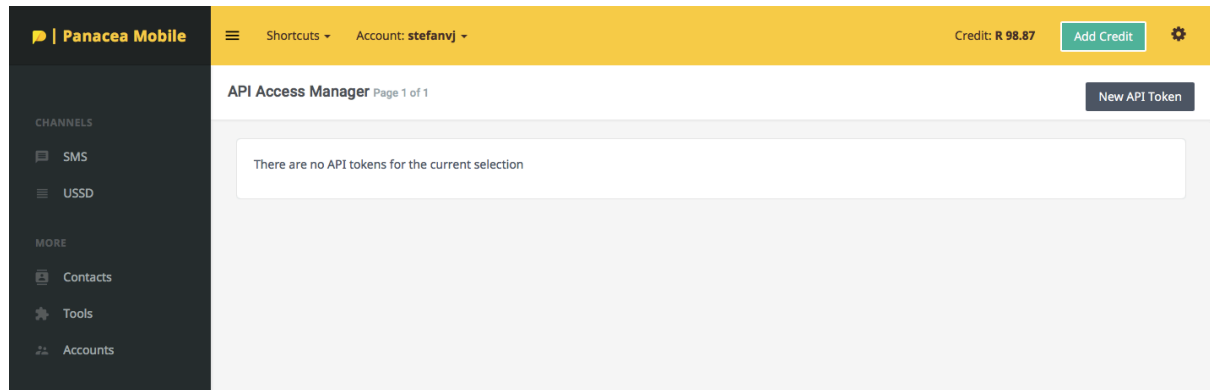 Panacea Mobile
Shortcuts
Account: stefanvj
Credit: R 98.87
Add Credit
API Access Manager Page 1 of 1
New API Token
CHANNELS
SMS
USSD
MORE
Contacts
Tools
Accounts
There are no API tokens for the current selection